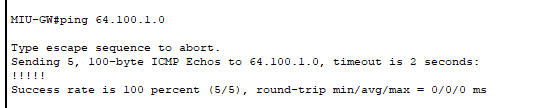 MIU-GW#ping 64.100.1.0
Type escape sequence to abort.
Sending 5, 100-byte ICMP Echos to 64.100.1.0, timeout is 2 seconds:
!!!!!
Success rate is 100 percent (5/5), round-trip min/avg/max = 0/0/0 ms